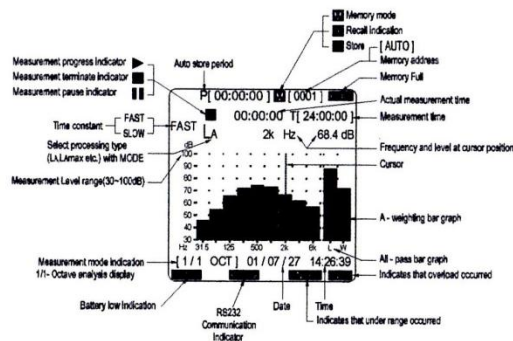 Memory mode
Recall indication
Store [ AUTO ]
Memory address
Memory Full
Measurement progress indicator
Measurement terminate indicator
Measurement pause indicator
Auto store period
P[ 00:00:00 ] M [ 0001 ]
Actual measurement time
00:00:00 T[ 24:00:00 ]
Measurement time
Time constant FAST
SLOW
FAST
LA 2k Hz 68.4 dB
Select processing type
(LA.LAmax etc.) with MODE
Frequency and level at cursor position
Cursor
dB
Measurement Level range(30~100dB)
100
90
80
70
60
50
40
30
A - weighting bar graph
Hz 31.5 125 500 2k 8k L W
All - pass bar graph
Measurement mode indication
1/1- Octave analysis display
[ 1 / 1 OCT ] 01 / 07 / 27 14:26:39
Indicates that overload occurred
Battery low indication
RS232
Communication
Indicator
Date
Time
Indicates that under range occurred